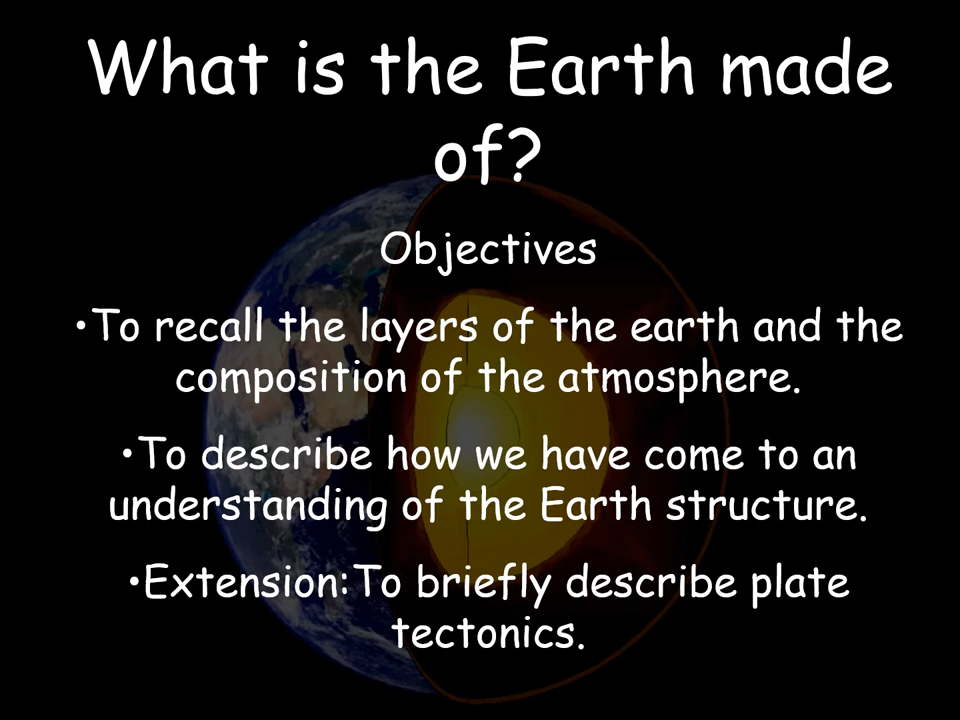 What is the Earth made
of?
Objectives
•To recall the layers of the earth and the
composition of the atmosphere.
•To describe how we have come to an
understanding of the Earth structure.
•Extension:To briefly describe plate
tectonics.